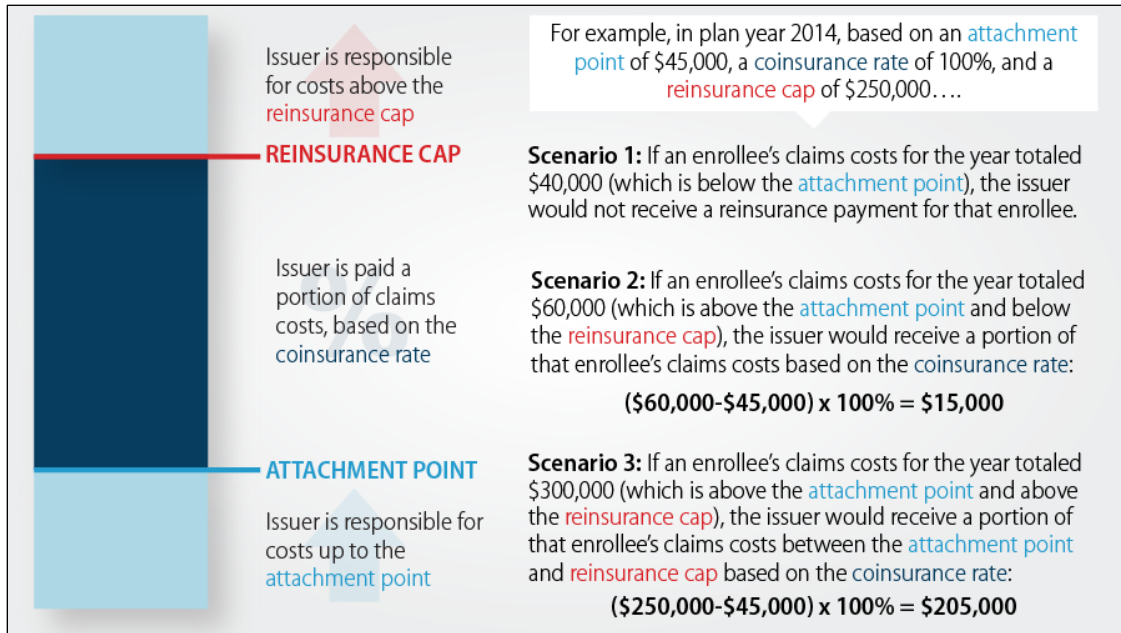 Issuer is responsible
for costs above the
reinsurance cap
REINSURANCE CAP
Issuer is paid a
portion of claims
costs, based on the
coinsurance rate
%
ATTACHMENT POINT
Issuer is responsible for
costs up to the
attachment point
For example, in plan year 2014, based on an attachment
point of $45,000, a coinsurance rate of 100%, and a
reinsurance cap of $250,000….
Scenario 1: If an enrollee’s claims costs for the year totaled
$40,000 (which is below the attachment point), the issuer
would not receive a reinsurance payment for that enrollee.
Scenario 2: If an enrollee’s claims costs for the year totaled
$60,000 (which is above the attachment point and below
the reinsurance cap), the issuer would receive a portion of
that enrollee’s claims costs based on the coinsurance rate:
($60,000-$45,000) x 100% = $15,000
Scenario 3: If an enrollee’s claims costs for the year totaled
$300,000 (which is above the attachment point and above
the reinsurance cap), the issuer would receive a portion of
that enrollee’s claims costs between the attachment point
and reinsurance cap based on the coinsurance rate:
($250,000-$45,000) x 100% = $205,000